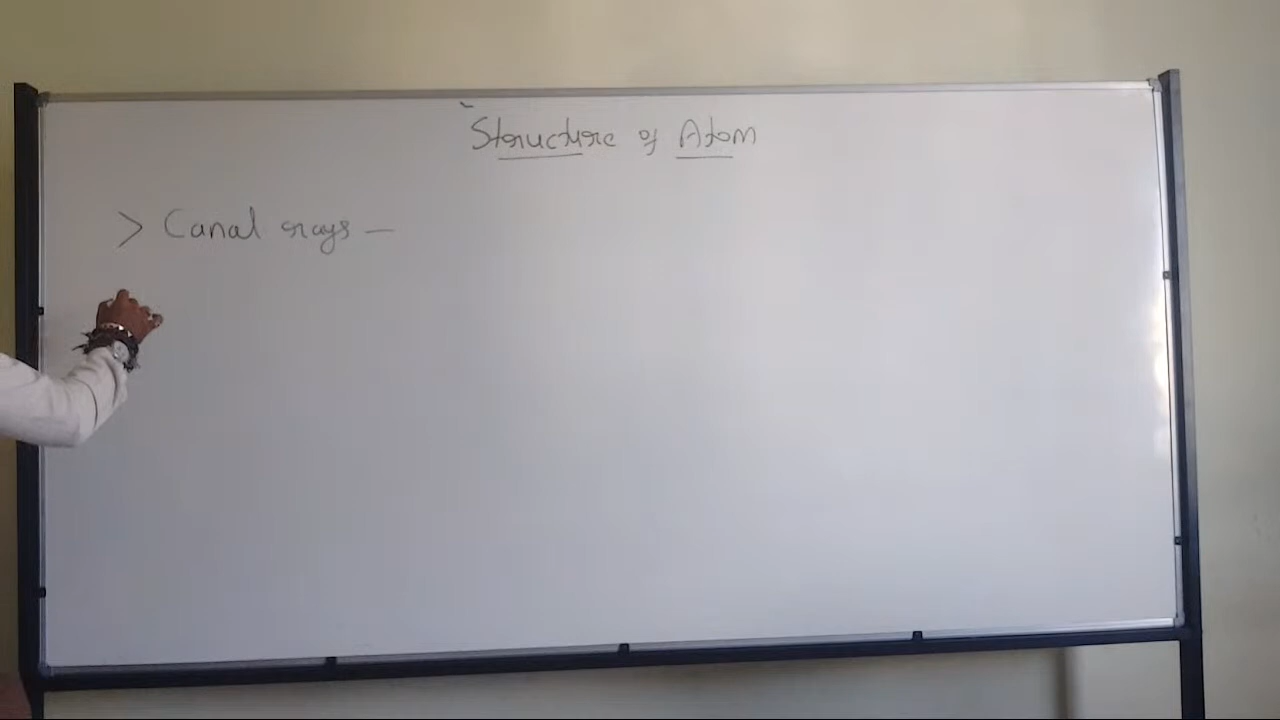 Structure of Atom
> Canal rays —